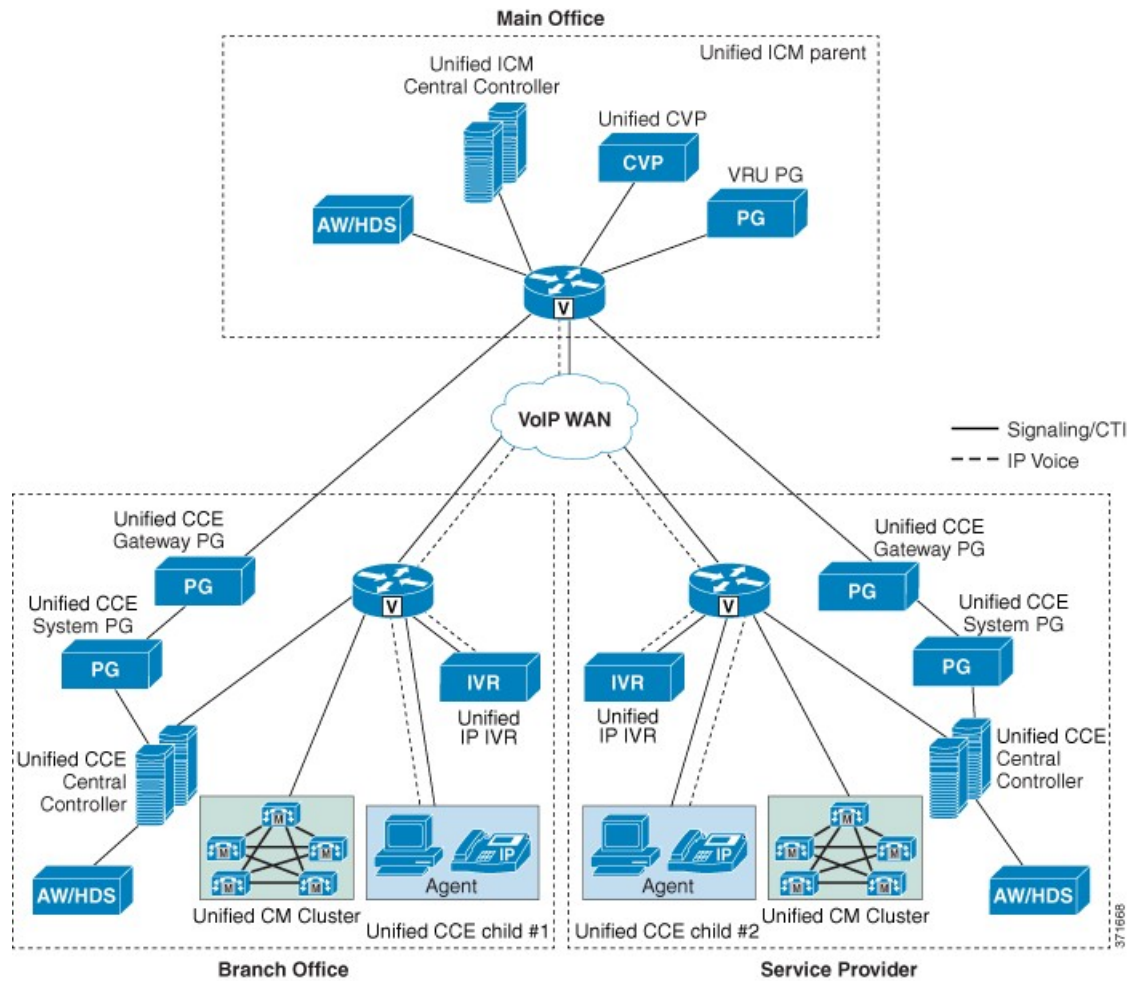 Main Office
Unified ICM parent
Unified ICM
Central Controller
Unified CVP
CVP
VRU PG
PG
AW/HDS
V
VoIP WAN
Signaling/CTI
IP Voice
Unified CCE
Gateway PG
PG
Unified CCE
System PG
PG
V
IVR
Unified
IP IVR
Unified CCE
Central
Controller
AW/HDS
M
M
M
M
M
Unified CM Cluster
IP
Agent
Unified CCE child #1
Branch Office
Unified CCE
Gateway PG
PG
Unified CCE
System PG
PG
V
IVR
Unified
IP IVR
Unified CCE
Central
Controller
IP
Agent
M
M
M
M
M
Unified CM Cluster
AW/HDS
Unified CCE child #2
Service Provider
371668